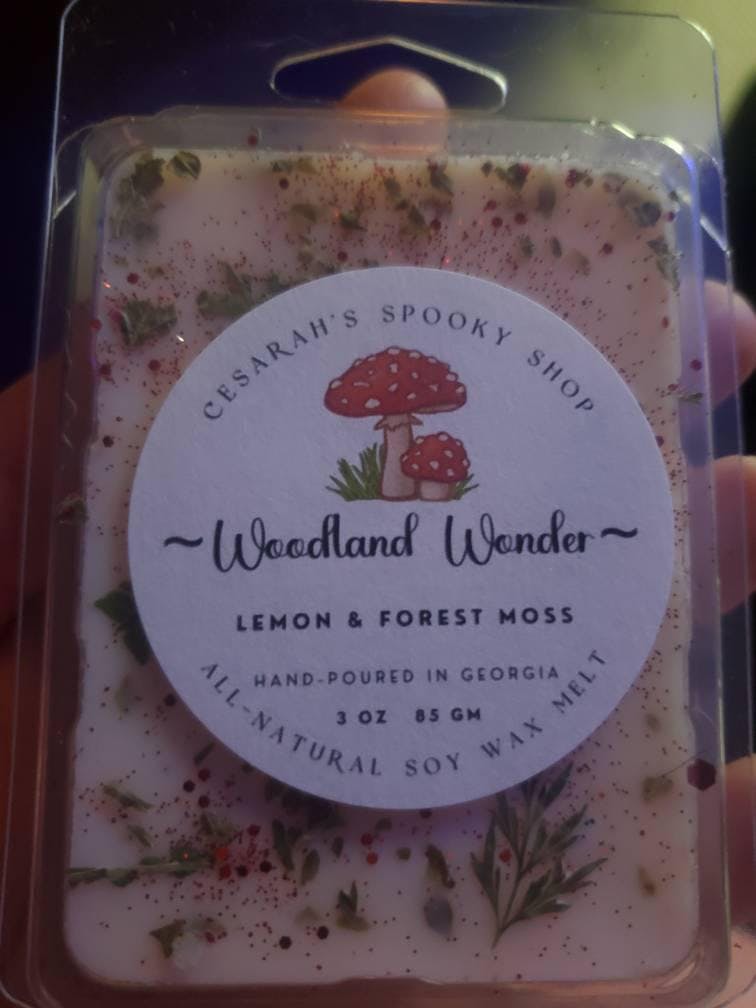 CESARAH'S SPOOKY SHOP
~Woodland Wonder~
LEMON & FOREST MOSS
HAND-POURED IN GEORGIA
3 OZ 85 GM
ALL-NATURAL SOY WAX MELT